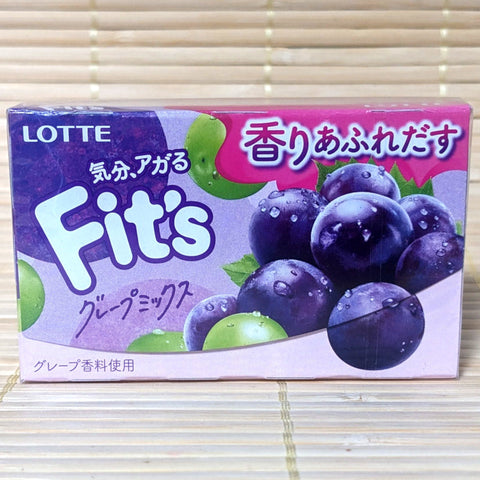 LOTTE
香りあふれだす
気分、アガる
Fit's
グレープミックス
グレープ香料使用